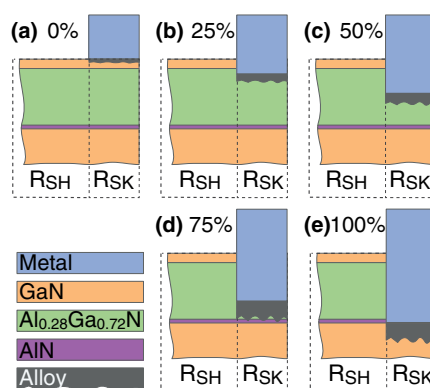 (a) 0%
(b) 25%
(c) 50%
RSH RSK
RSH RSK
RSH RSK
(d) 75%
(e) 100%
Metal
GaN
Al0.28Ga0.72N
AlN
Alloy
RSH RSK
RSH RSK